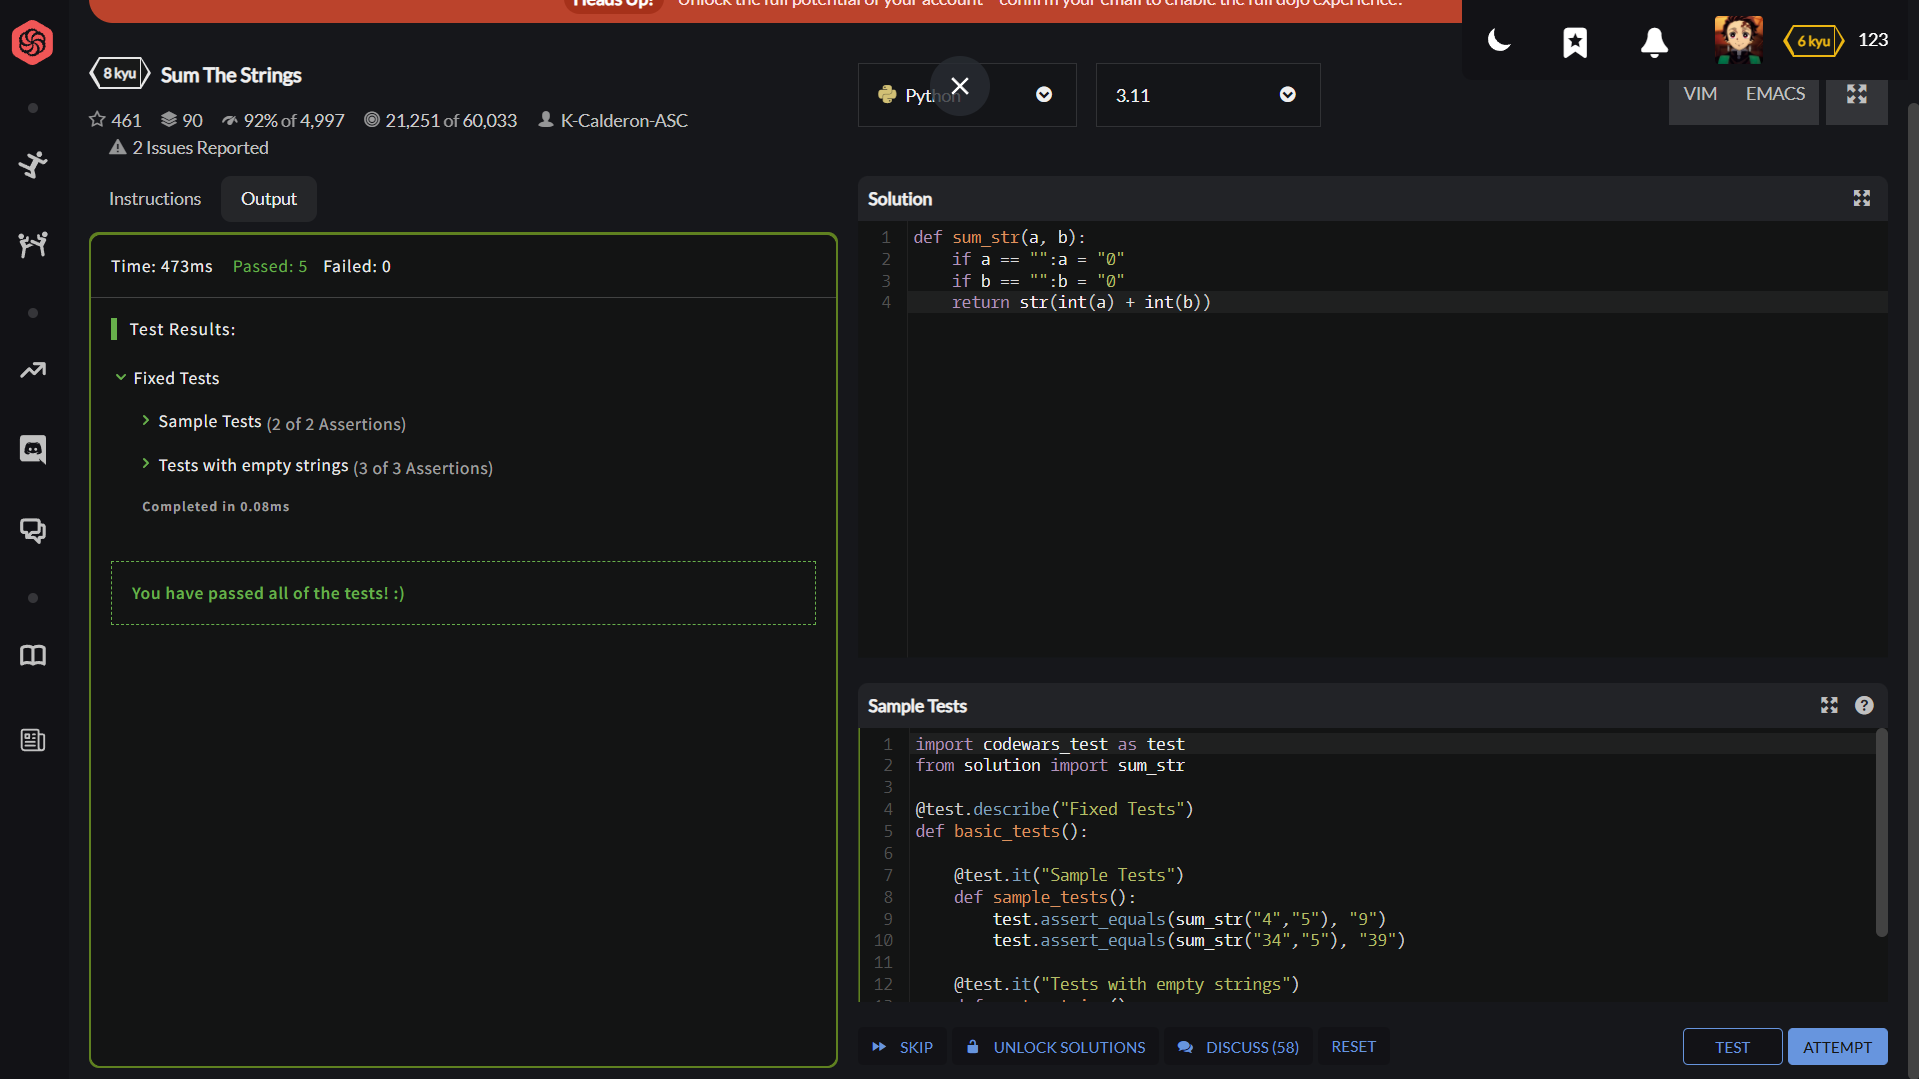 Heads Up! Unlock the full potential of your account - confirm your email to enable the full dojo experience!
6 kyu 123
8 kyu Sum The Strings
461 90 92% of 4,997 21,251 of 60,033 K-Calderon-ASC
2 Issues Reported
Instructions Output
Time: 473ms Passed: 5 Failed: 0
Test Results:
Fixed Tests
Sample Tests (2 of 2 Assertions)
Tests with empty strings (3 of 3 Assertions)
Completed in 0.08ms
You have passed all of the tests! :)
Python 3.11 VIM EMACS
Solution
1 def sum_str(a, b):
2 if a == "":a = "0"
3 if b == "":b = "0"
4 return str(int(a) + int(b))
Sample Tests
1 import codewars_test as test
2 from solution import sum_str
3
4 @test.describe("Fixed Tests")
5 def basic_tests():
6
7 @test.it("Sample Tests")
8 def sample_tests():
9 test.assert_equals(sum_str("4","5"), "9")
10 test.assert_equals(sum_str("34","5"), "39")
11
12 @test.it("Tests with empty strings")
SKIP UNLOCK SOLUTIONS DISCUSS (58) RESET TEST ATTEMPT